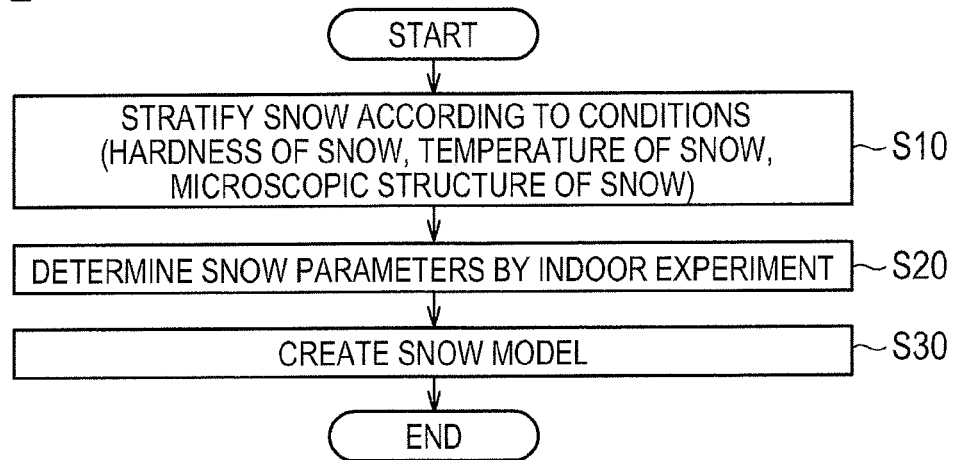 START
STRATIFY SNOW ACCORDING TO CONDITIONS
(HARDNESS OF SNOW, TEMPERATURE OF SNOW,
MICROSCOPIC STRUCTURE OF SNOW)
S10
DETERMINE SNOW PARAMETERS BY INDOOR EXPERIMENT
S20
CREATE SNOW MODEL
S30
END